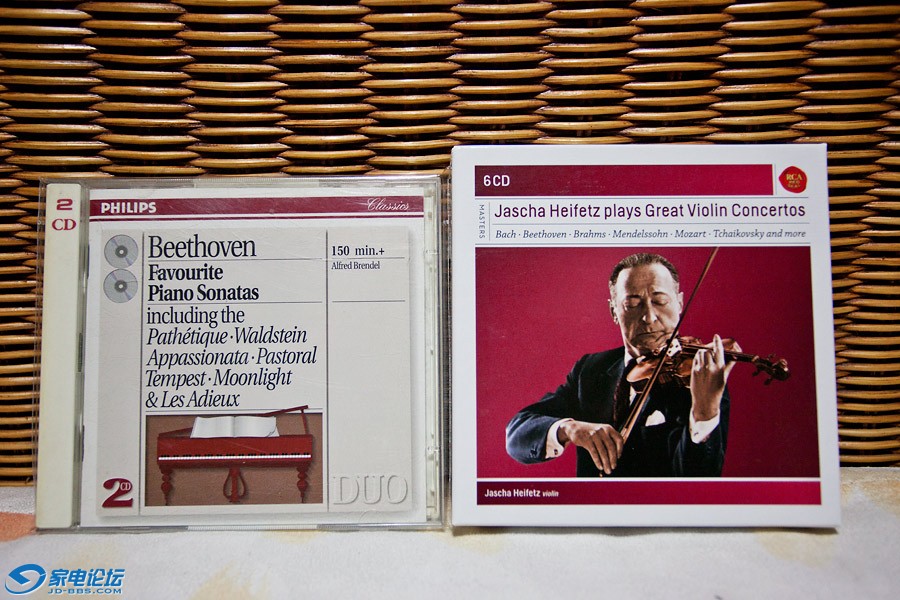 2
CD
PHILIPS
Classics
Beethoven
Favourite
Piano Sonatas
including the
Pathétique · Waldstein
Appassionata · Pastoral
Tempest · Moonlight
& Les Adieux
150 min.+
Alfred Brendel
2 CD
DUO
6CD
RCA
MASTERS
Jascha Heifetz plays Great Violin Concertos
Bach · Beethoven · Brahms · Mendelssohn · Mozart · Tchaikovsky and more
Jascha Heifetz violin
家电论坛
JD-BBS.COM